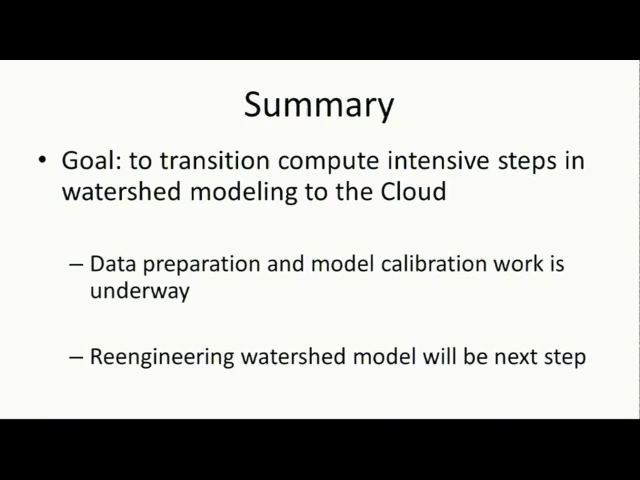 Summary
• Goal: to transition compute intensive steps in
watershed modeling to the Cloud
– Data preparation and model calibration work is
underway
– Reengineering watershed model will be next step